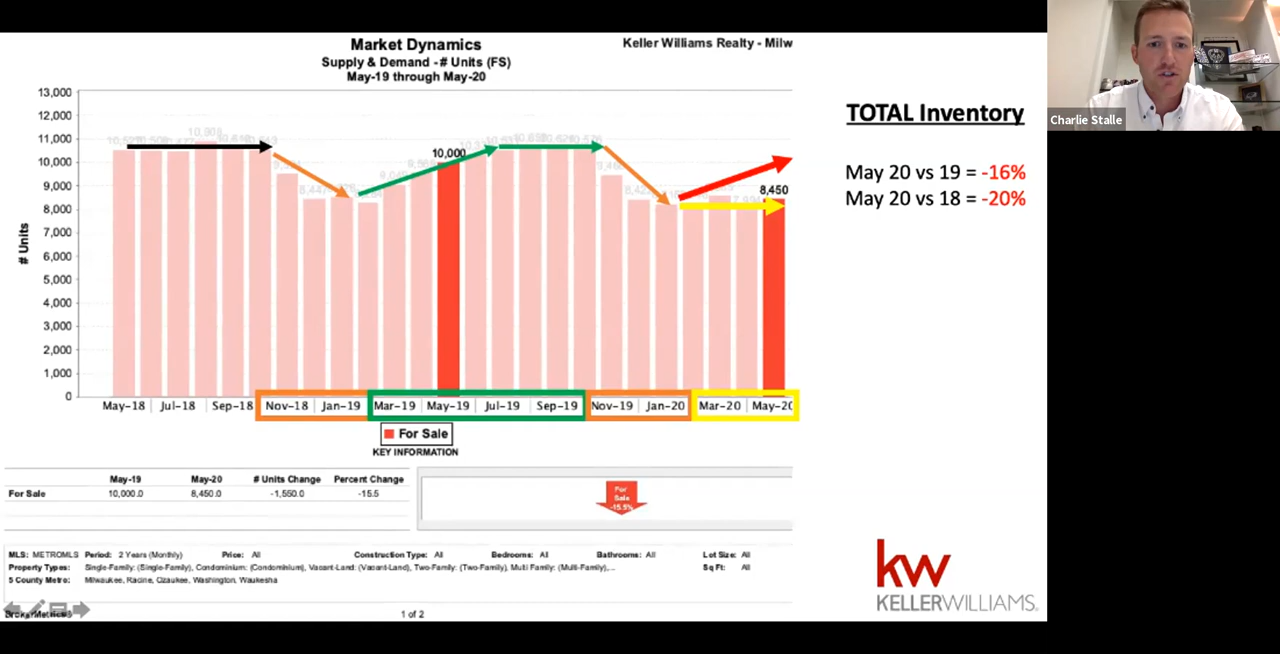 Market Dynamics
Keller Williams Realty - Milw
Supply & Demand - # Units (FS)
May-19 through May-20
Charlie Stalle
TOTAL Inventory
May 20 vs 19 = -16%
May 20 vs 18 = -20%
# Units
13,000
12,000
11,000
10,000
9,000
8,000
7,000
6,000
5,000
4,000
3,000
2,000
1,000
0
10,000
8,450
May-18 Jul-18 Sep-18 Nov-18 Jan-19 Mar-19 May-19 Jul-19 Sep-19 Nov-19 Jan-20 Mar-20 May-20
For Sale
KEY INFORMATION
May-19 May-20 # Units Change Percent Change
For Sale 10,000.0 8,450.0 -1,550.0 -15.5
For
Sale
-15.5%
MLS: METROMLS Period: 2 Years (Monthly) Price: All Construction Type: All Bedrooms: All Bathrooms: All Lot Size: All
Property Types: Single-Family: (Single-Family), Condominium: (Condominium), Vacant-Land: (Vacant-Land), Two-Family: (Two-Family), Multi Family: (Multi-Family),... Sq Ft: All
5 County Metro: Milwaukee, Racine, Ozaukee, Washington, Waukesha
1 of 2
kw
KELLERWILLIAMS.